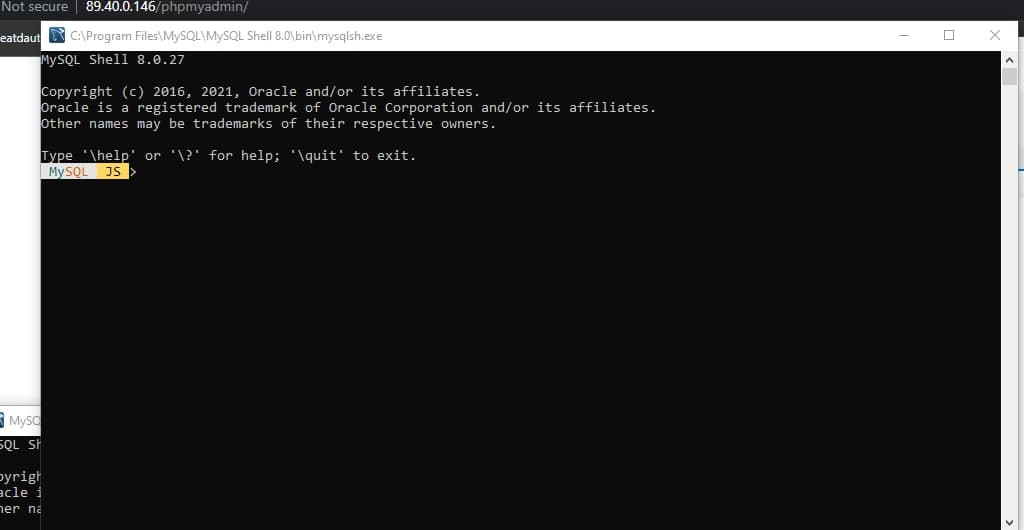 Not secure | 89.40.0.146/phpmyadmin/
eatdaut
C:\Program Files\MySQL\MySQL Shell 8.0\bin\mysqlsh.exe
MySQL Shell 8.0.27
Copyright (c) 2016, 2021, Oracle and/or its affiliates.
Oracle is a registered trademark of Oracle Corporation and/or its affiliates.
Other names may be trademarks of their respective owners.
Type '\help' or '\?' for help; '\quit' to exit.
MySQL JS >
MySQ
SQL Sh
pyrigh
acle i
her na